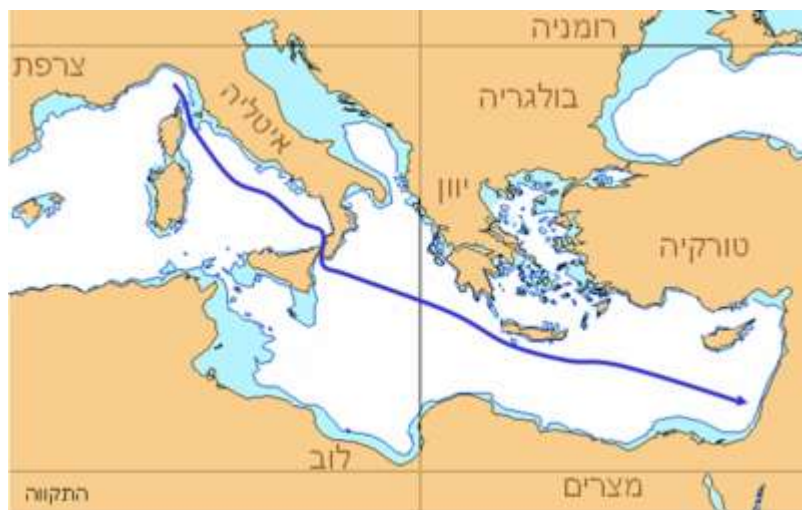 רומניה
צרפת
בולגריה
איטליה
יוון
טורקיה
לוב
מצרים
התקווה